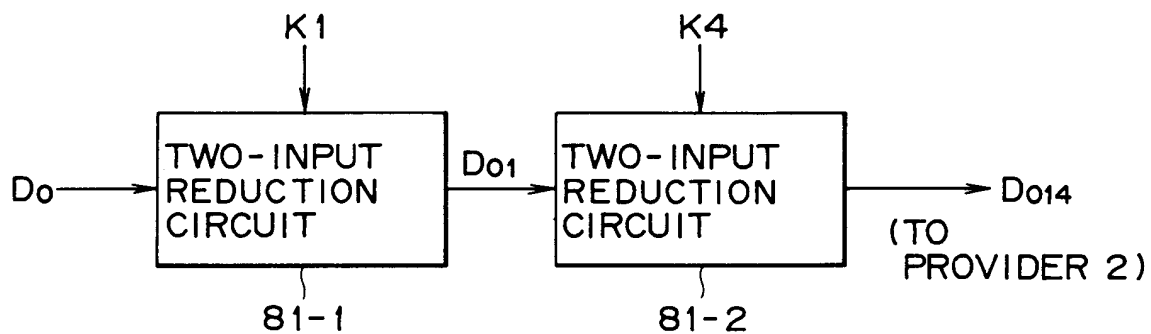 K1
K4
Do
TWO-INPUT
REDUCTION
CIRCUIT
Do1
TWO-INPUT
REDUCTION
CIRCUIT
Do14
(TO
PROVIDER 2)
81-1
81-2